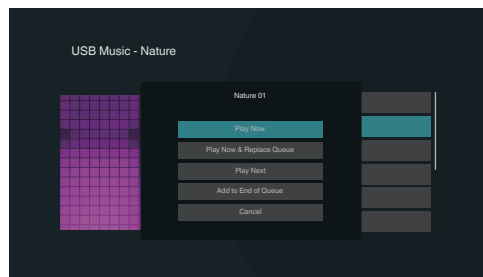 USB Music - Nature
Nature 01
Play Now
Play Now & Replace Queue
Play Next
Add to End of Queue
Cancel